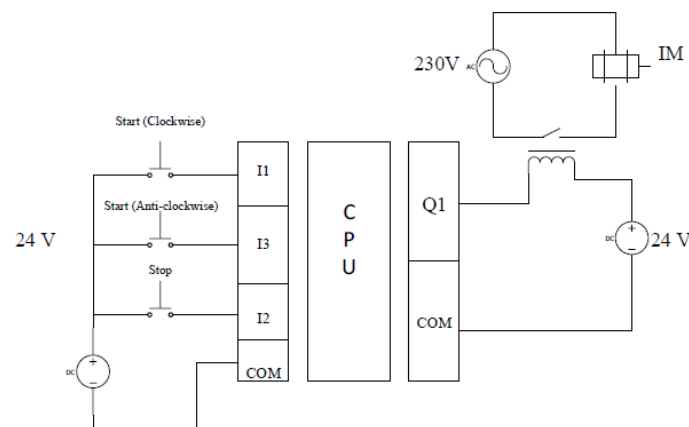 230V
AC
IM
Start (Clockwise)
I1
Start (Anti-clockwise)
24 V
I3
Stop
I2
DC
COM
C
P
U
Q1
COM
DC
24 V